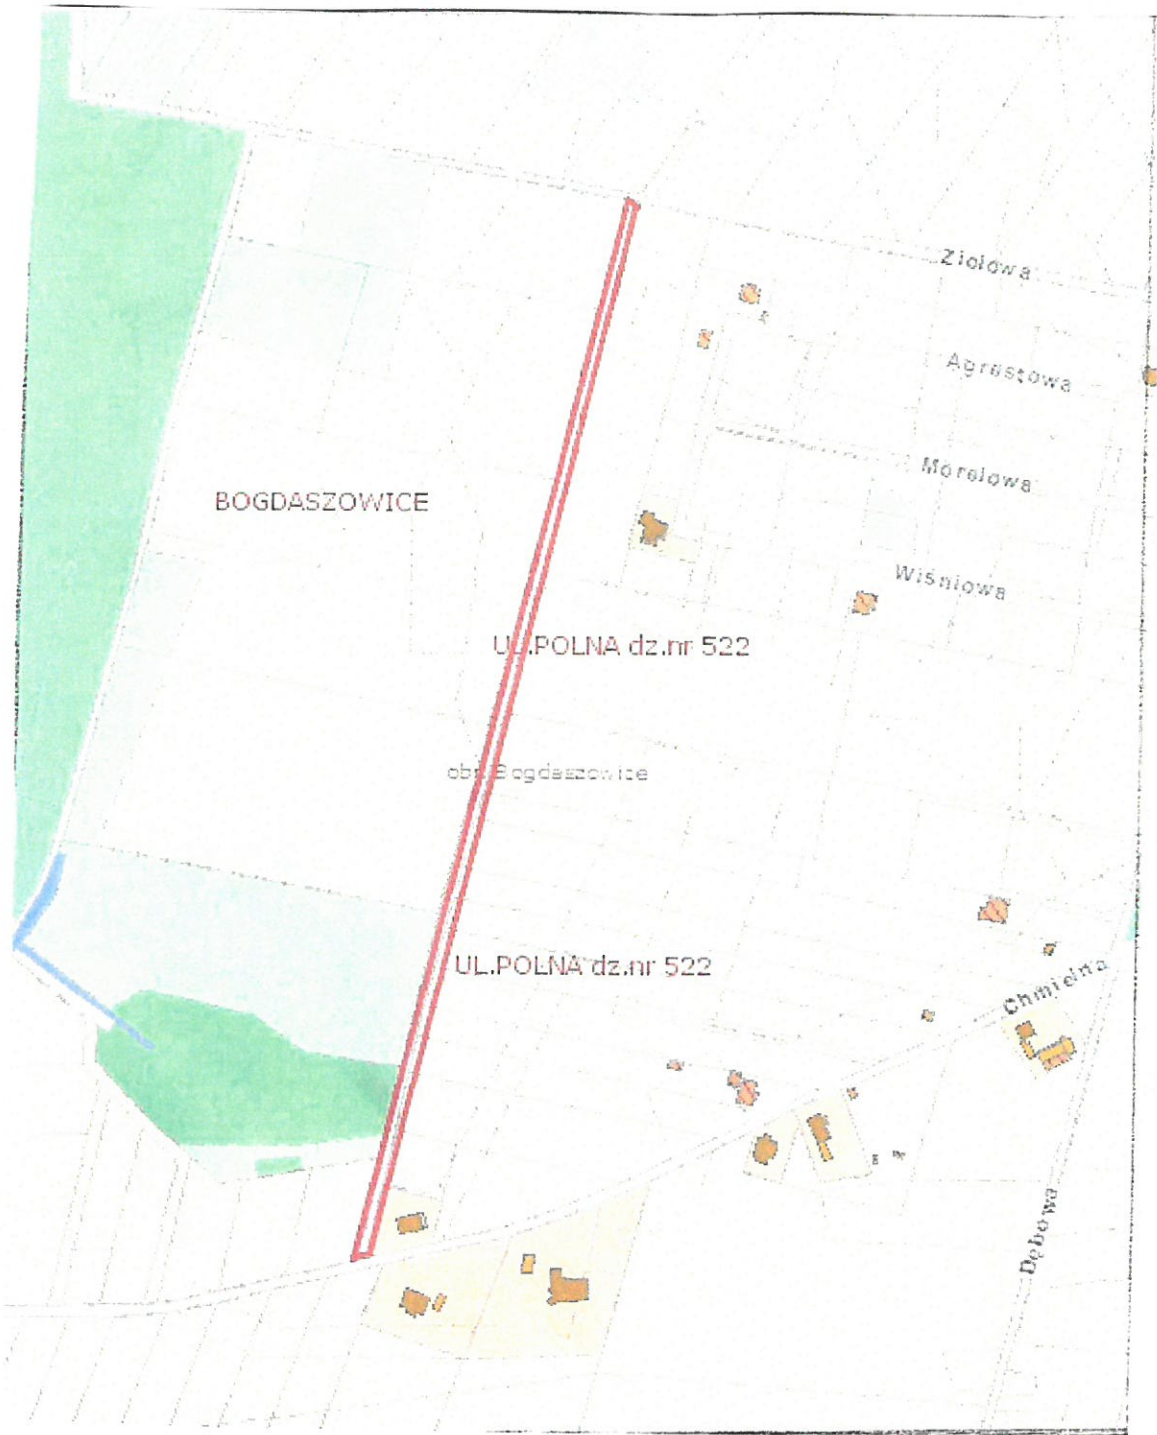 Ziołowa
Agrestowa
Morelowa
BOGDASZOWICE
Wiśniowa
UL.POLNA dz.nr 522
obr. Bogdaszowice
UL.POLNA dz.nr 522
Chmielna
Dębowa